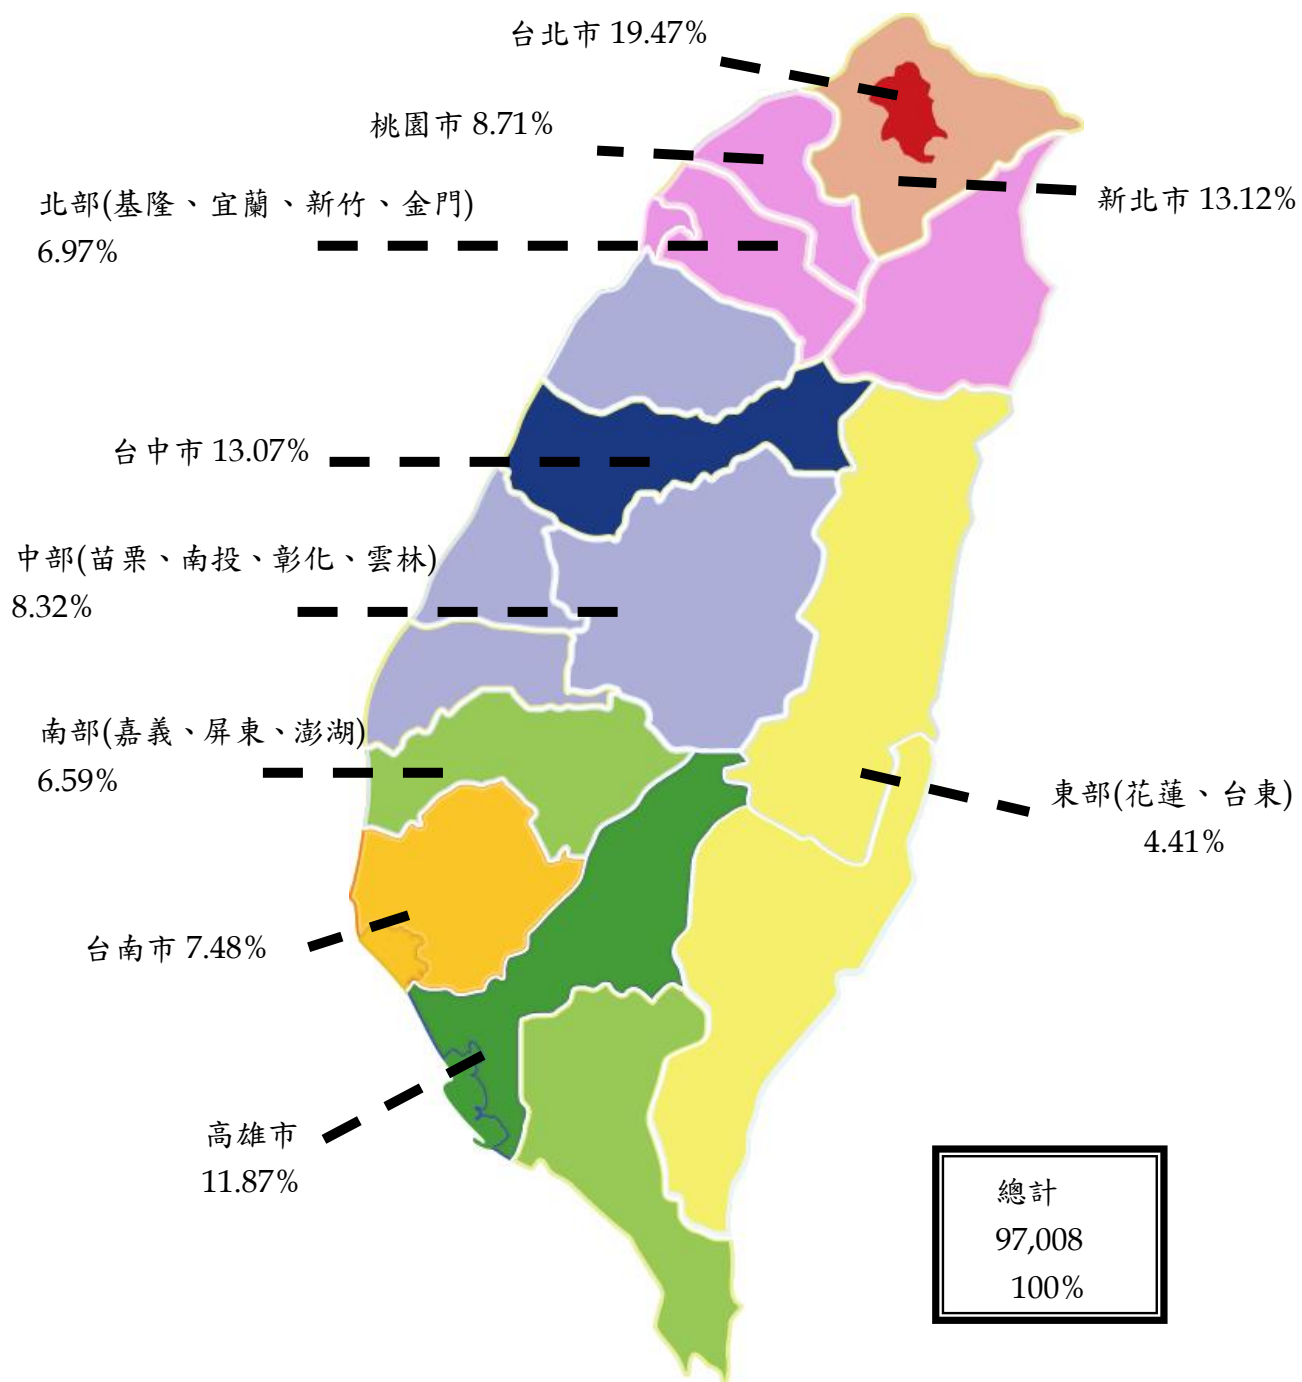 台北市 19.47%
桃園市 8.71%
北部(基隆、宜蘭、新竹、金門)
6.97%
新北市 13.12%
台中市 13.07%
中部(苗栗、南投、彰化、雲林)
8.32%
南部(嘉義、屏東、澎湖)
6.59%
東部(花蓮、台東)
4.41%
台南市 7.48%
高雄市
11.87%
總計
97,008
100%